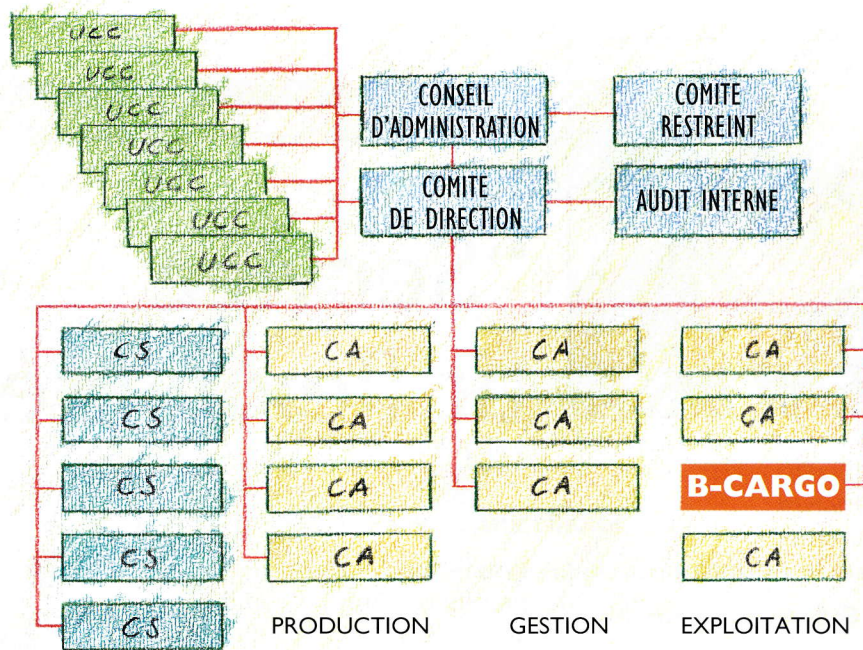 UCC
UCC
UCC
UCC
UCC
UCC
UCC
CONSEIL
D'ADMINISTRATION
COMITE
RESTREINT
COMITE
DE DIRECTION
AUDIT INTERNE
CS
CA
CA
CA
CS
CA
CA
CA
CS
CA
CA
B-CARGO
CS
CA
CA
CS
PRODUCTION
GESTION
EXPLOITATION